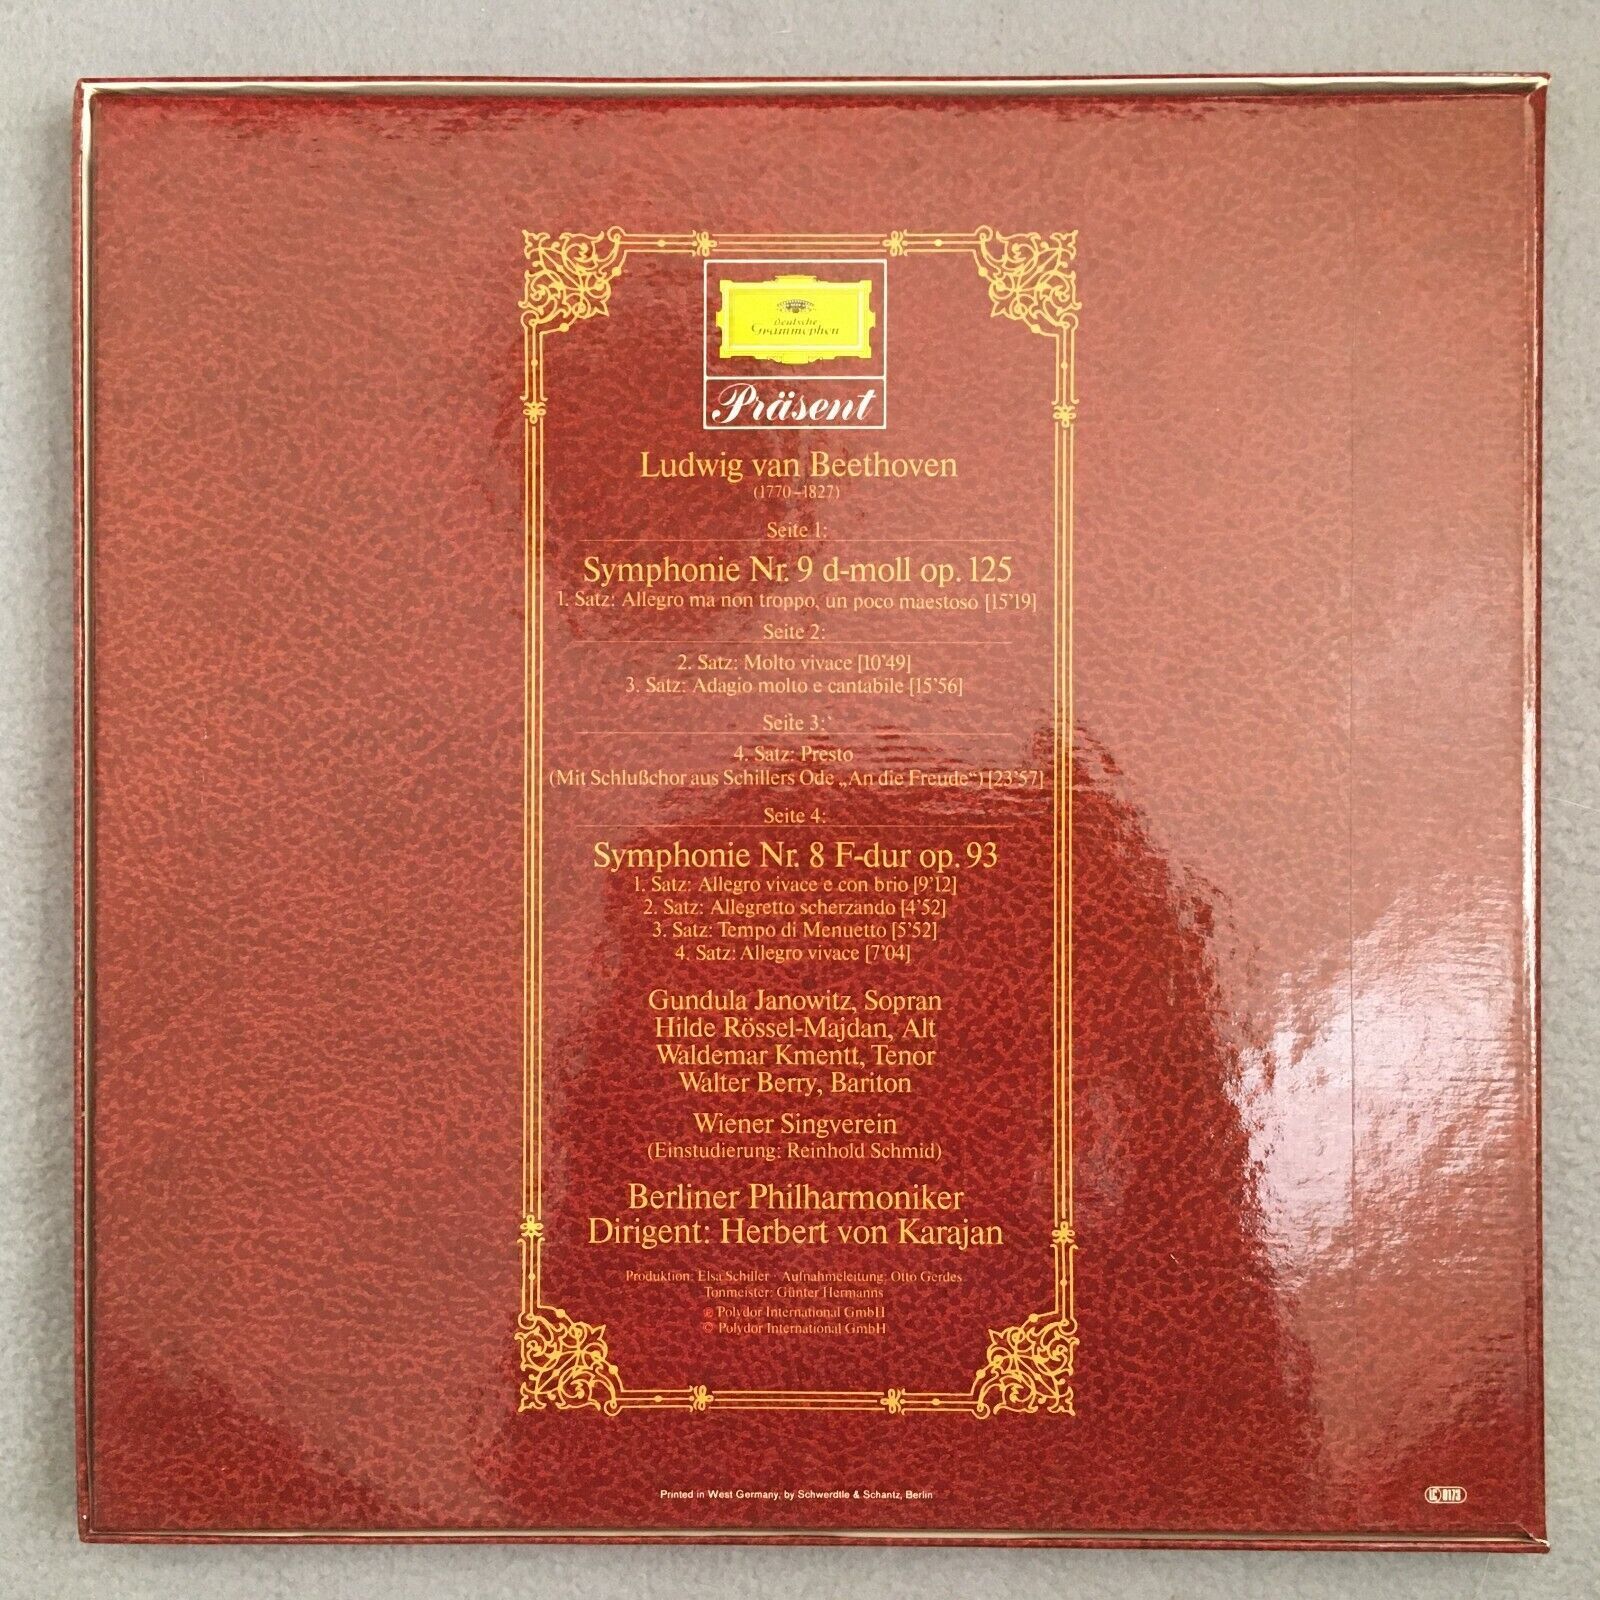 Deutsche
Grammophon
Präsent
Ludwig van Beethoven
(1770–1827)
Seite 1:
Symphonie Nr. 9 d-moll op. 125
1. Satz: Allegro ma non troppo, un poco maestoso [15'19]
Seite 2:
2. Satz: Molto vivace [10'49]
3. Satz: Adagio molto e cantabile [15'56]
Seite 3:
4. Satz: Presto
(Mit Schlußchor aus Schillers Ode „An die Freude“) [23'57]
Seite 4:
Symphonie Nr. 8 F-dur op. 93
1. Satz: Allegro vivace e con brio [9'12]
2. Satz: Allegretto scherzando [4'52]
3. Satz: Tempo di Menuetto [5'52]
4. Satz: Allegro vivace [7'04]
Gundula Janowitz, Sopran
Hilde Rössel-Majdan, Alt
Waldemar Kmentt, Tenor
Walter Berry, Bariton
Wiener Singverein
(Einstudierung: Reinhold Schmid)
Berliner Philharmoniker
Dirigent: Herbert von Karajan
Produktion: Elsa Schiller · Aufnahmeleitung: Otto Gerdes
Tonmeister: Günter Hermanns
℗ Polydor International GmbH
© Polydor International GmbH
Printed in West Germany, by Schwerdtle & Schantz, Berlin
LC 0173